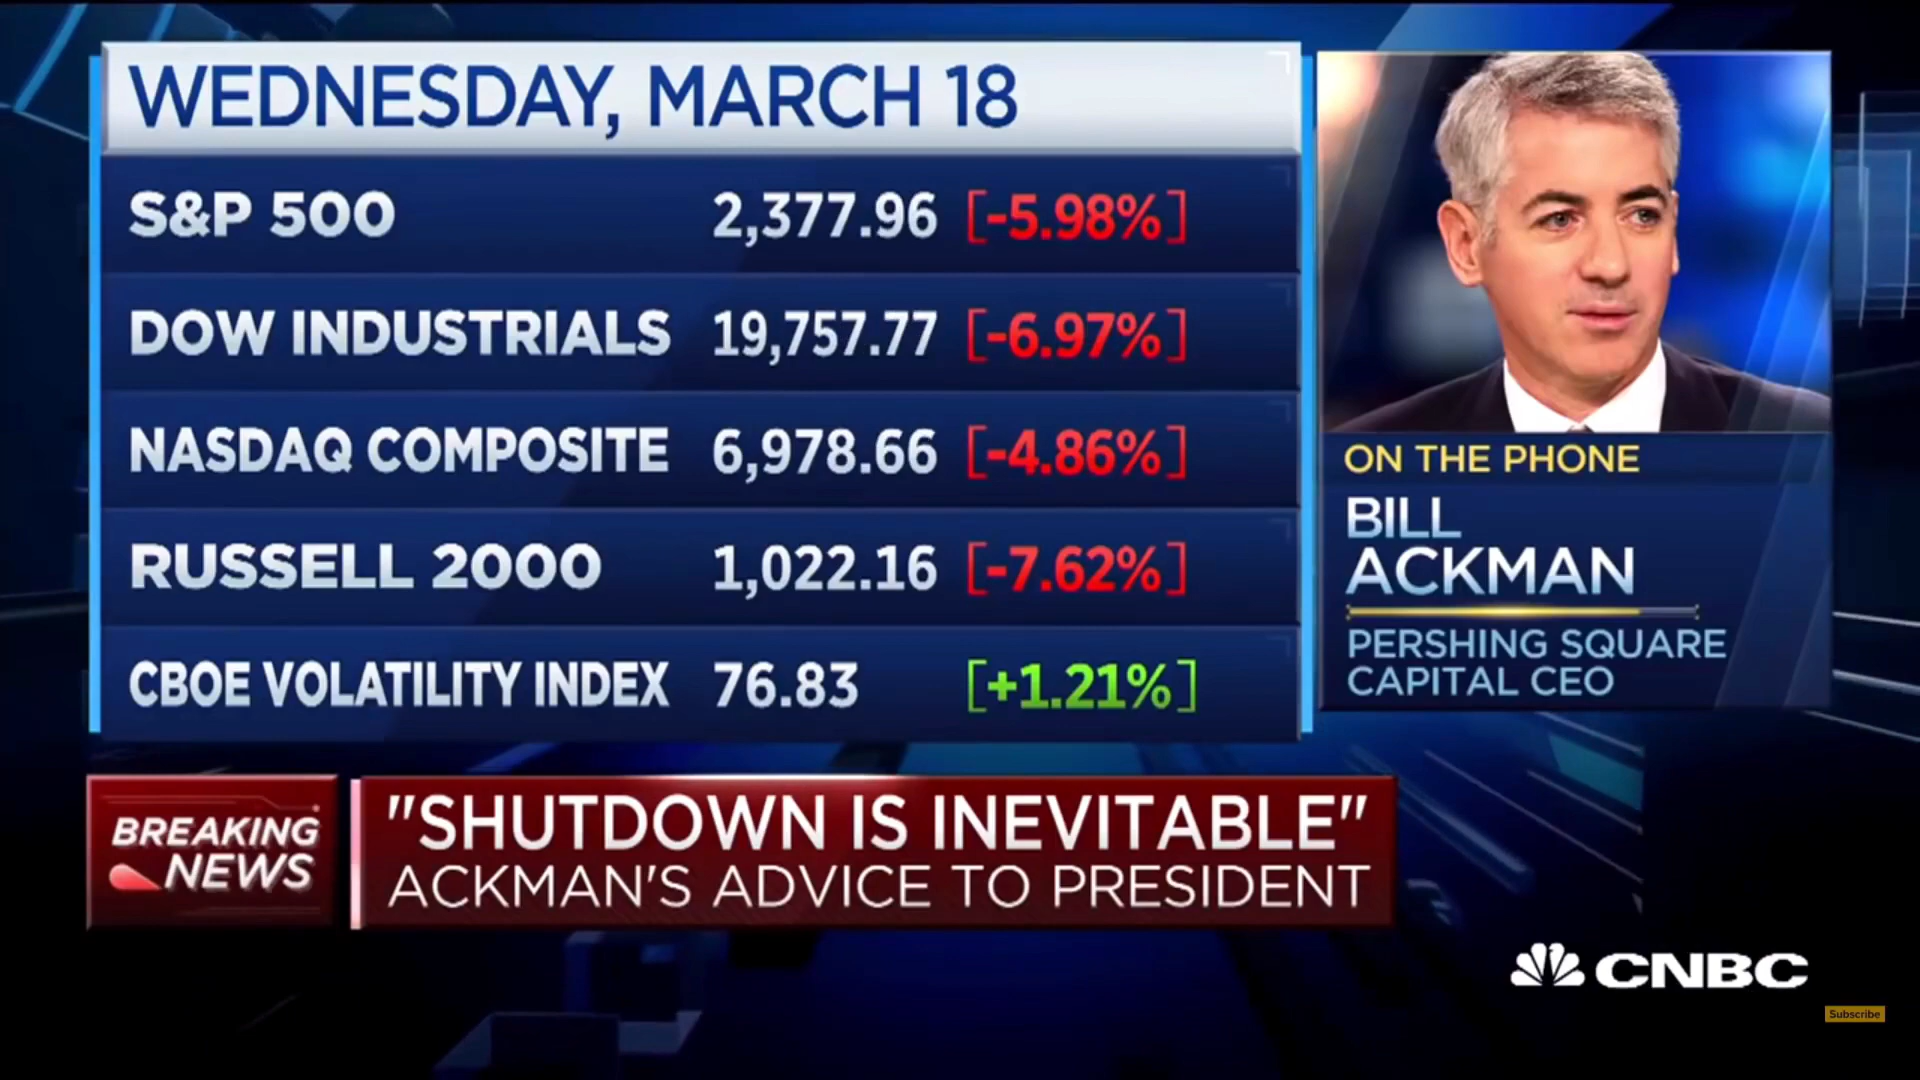 WEDNESDAY, MARCH 18
S&P 500 2,377.96 [-5.98%]
DOW INDUSTRIALS 19,757.77 [-6.97%]
NASDAQ COMPOSITE 6,978.66 [-4.86%]
RUSSELL 2000 1,022.16 [-7.62%]
CBOE VOLATILITY INDEX 76.83 [+1.21%]
ON THE PHONE
BILL
ACKMAN
PERSHING SQUARE
CAPITAL CEO
BREAKING
NEWS
"SHUTDOWN IS INEVITABLE"
ACKMAN'S ADVICE TO PRESIDENT
CNBC
Subscribe